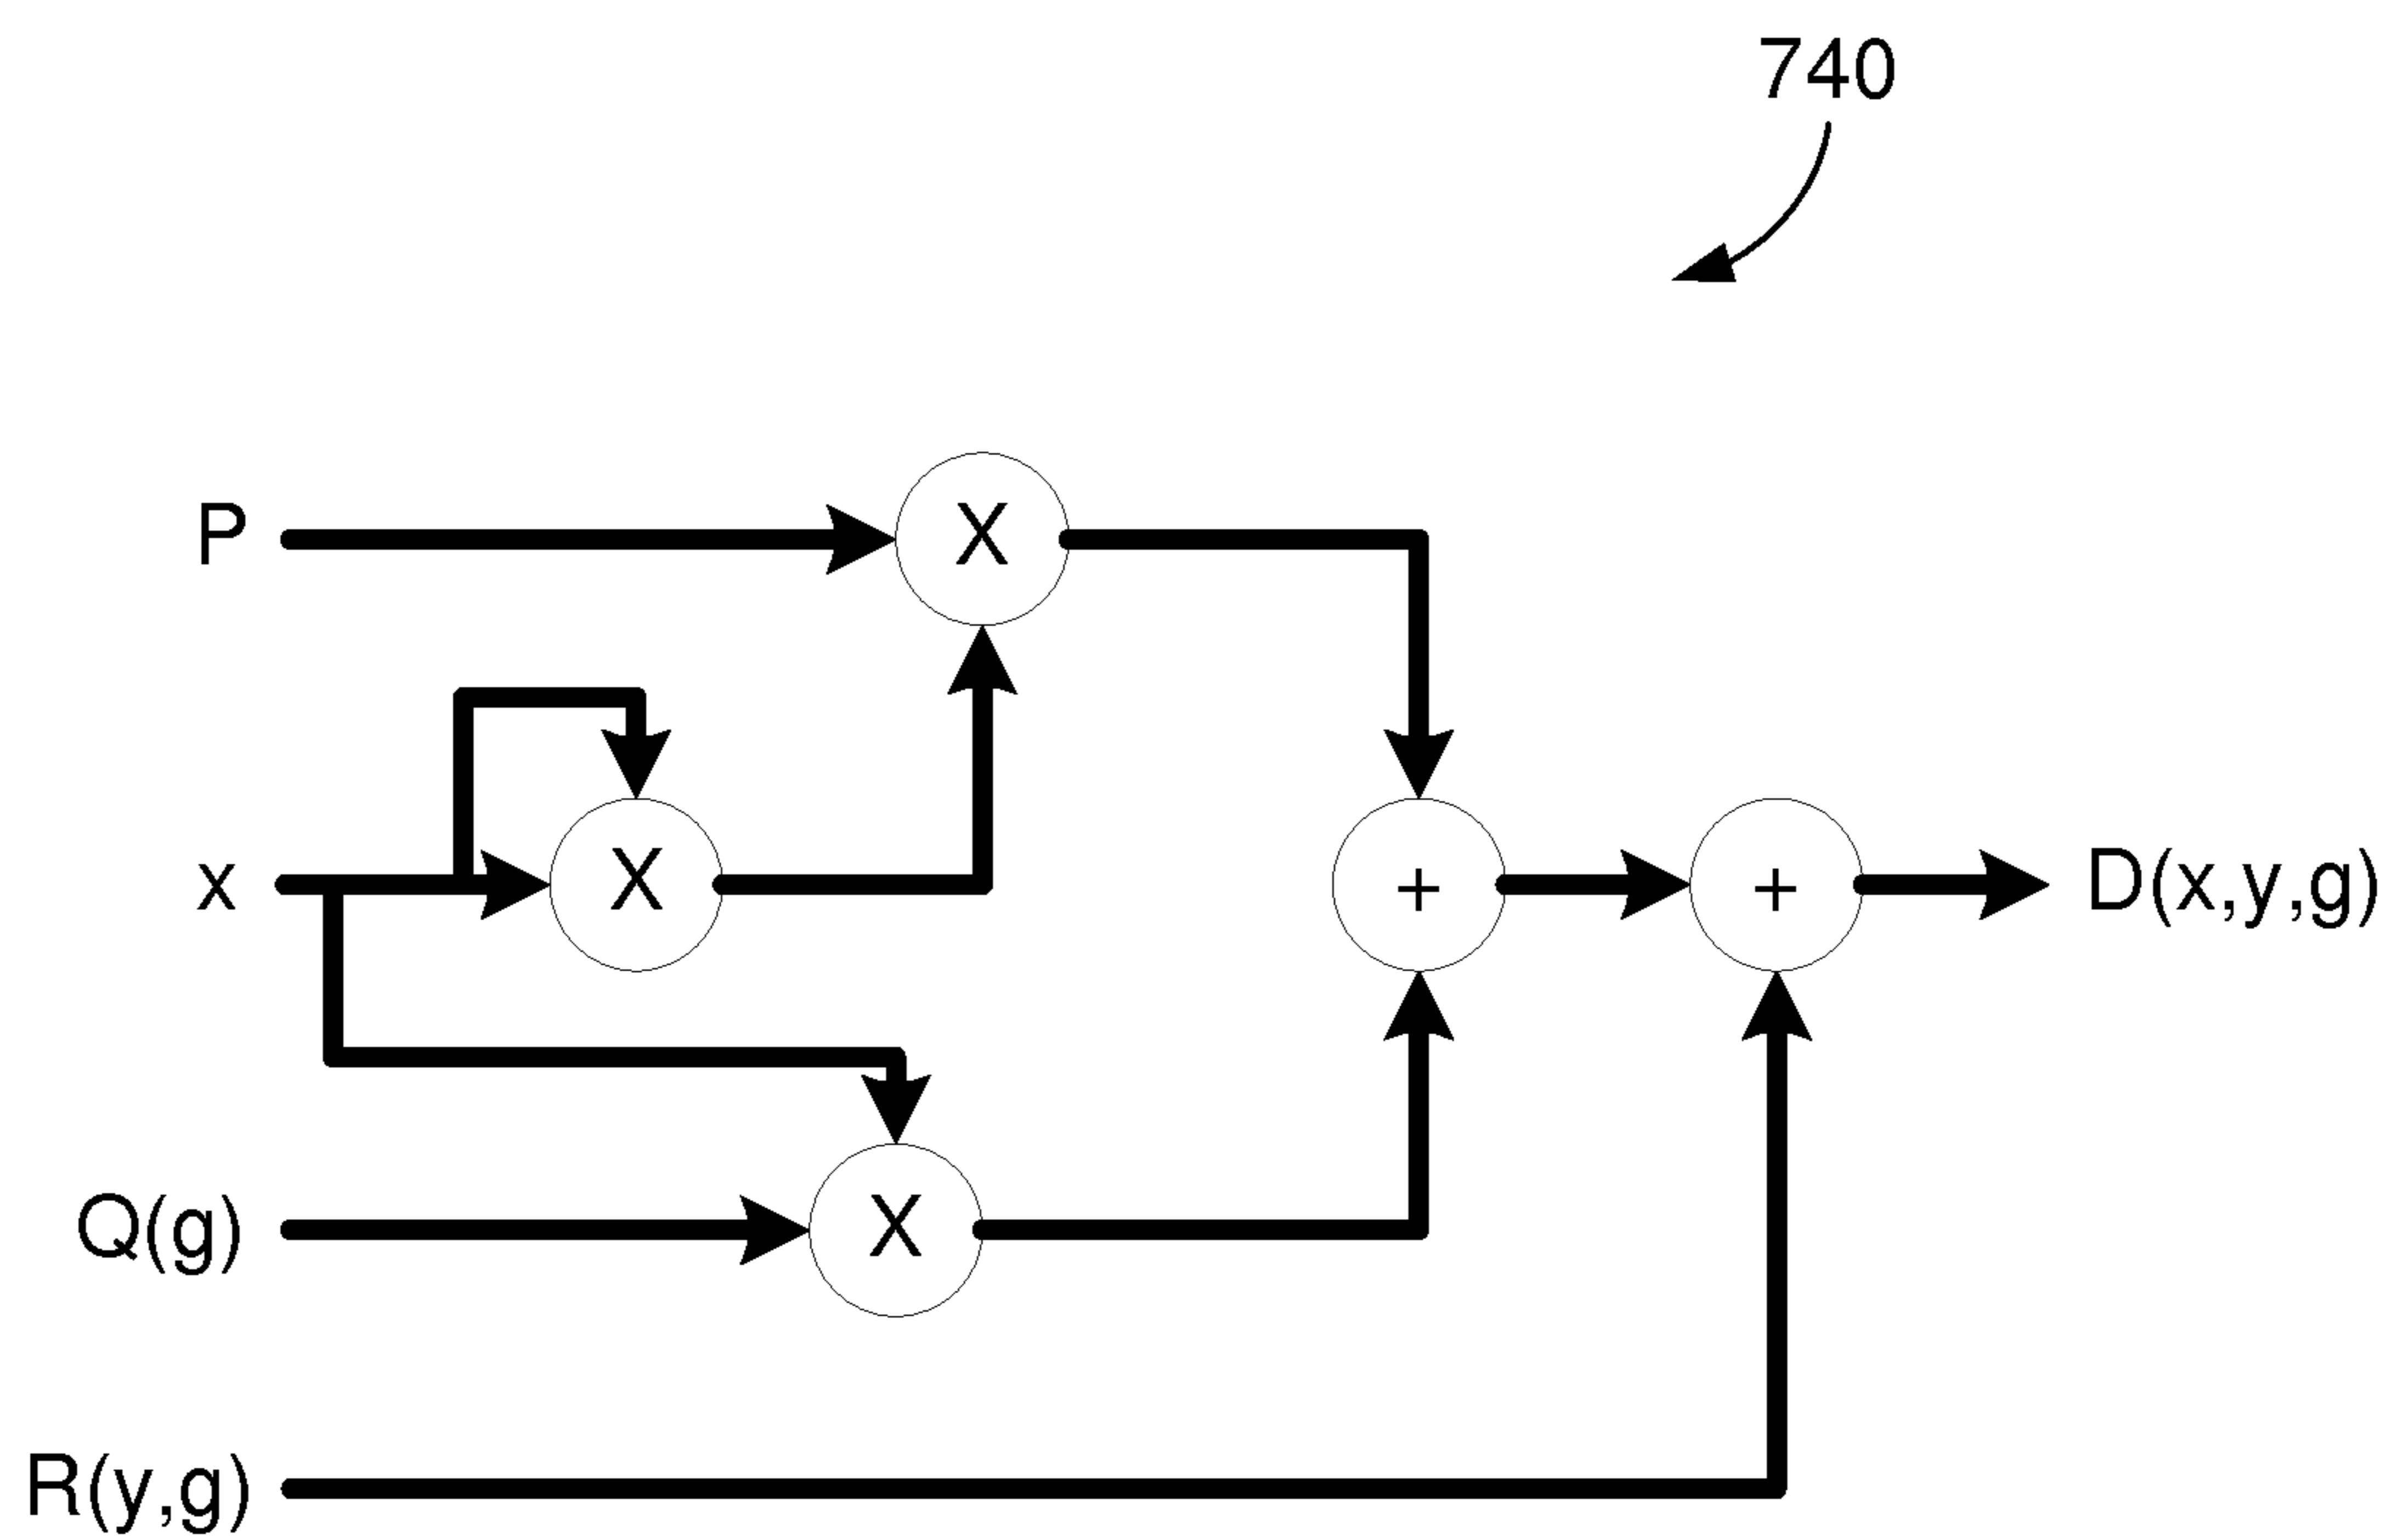 740
P
X
x
X
+
+
D(x,y,g)
Q(g)
X
R(y,g)